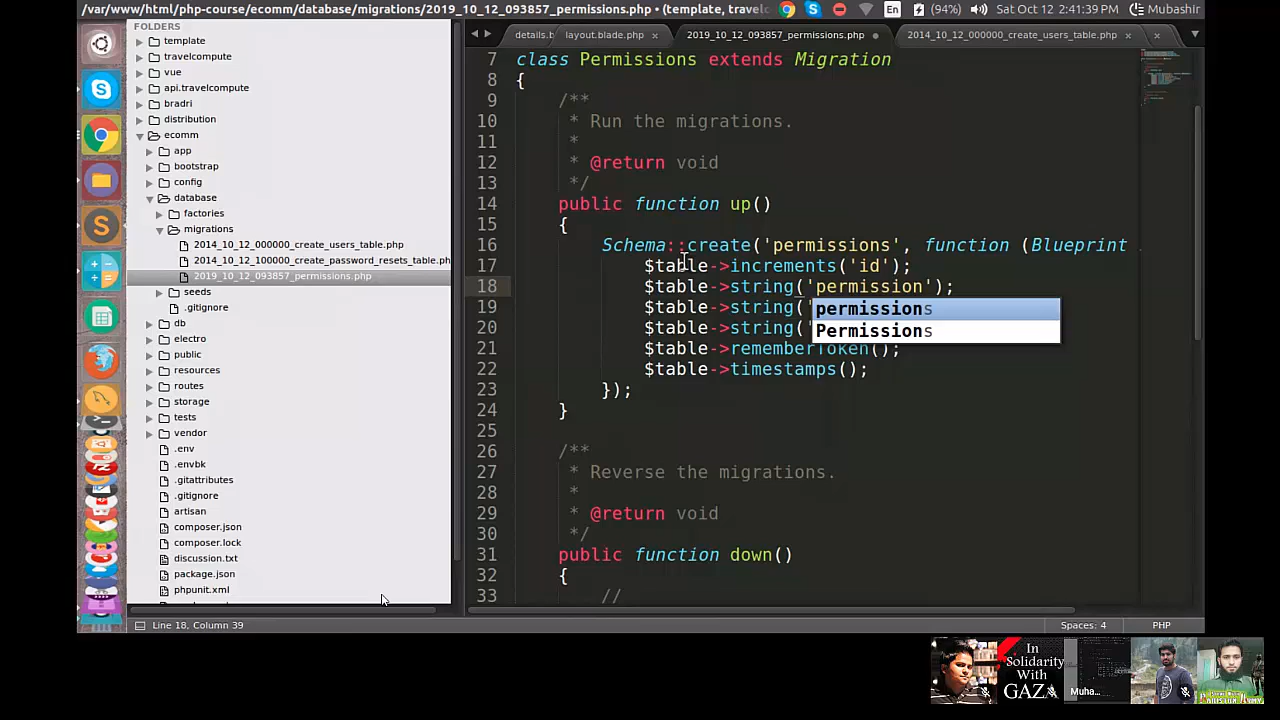 /var/www/html/php-course/ecomm/database/migrations/2019_10_12_093857_permissions.php • (template, travel
En (94%) Sat Oct 12 2:41:39 PM Mubashir
FOLDERS
template
travelcompute
vue
api.travelcompute
bradri
distribution
ecomm
app
bootstrap
config
database
factories
migrations
2014_10_12_000000_create_users_table.php
2014_10_12_100000_create_password_resets_table.ph
2019_10_12_093857_permissions.php
seeds
.gitignore
db
electro
public
resources
routes
storage
tests
vendor
.env
.envbk
.gitattributes
.gitignore
artisan
composer.json
composer.lock
discussion.txt
package.json
phpunit.xml
details.b layout.blade.php × 2019_10_12_093857_permissions.php • 2014_10_12_000000_create_users_table.php ×
7 class Permissions extends Migration
8 {
9 /**
10 * Run the migrations.
11 *
12 * @return void
13 */
14 public function up()
15 {
16 Schema::create('permissions', function (Blueprint
17 $table->increments('id');
18 $table->string('permission');
19 $table->string('
20 $table->string('
21 $table->rememberToken();
22 $table->timestamps();
23 });
24 }
25
26 /**
27 * Reverse the migrations.
28 *
29 * @return void
30 */
31 public function down()
32 {
33 //
permissions
Permissions
Line 18, Column 39
Spaces: 4
PHP
In
Solidarity
With
GAZA
Muha...